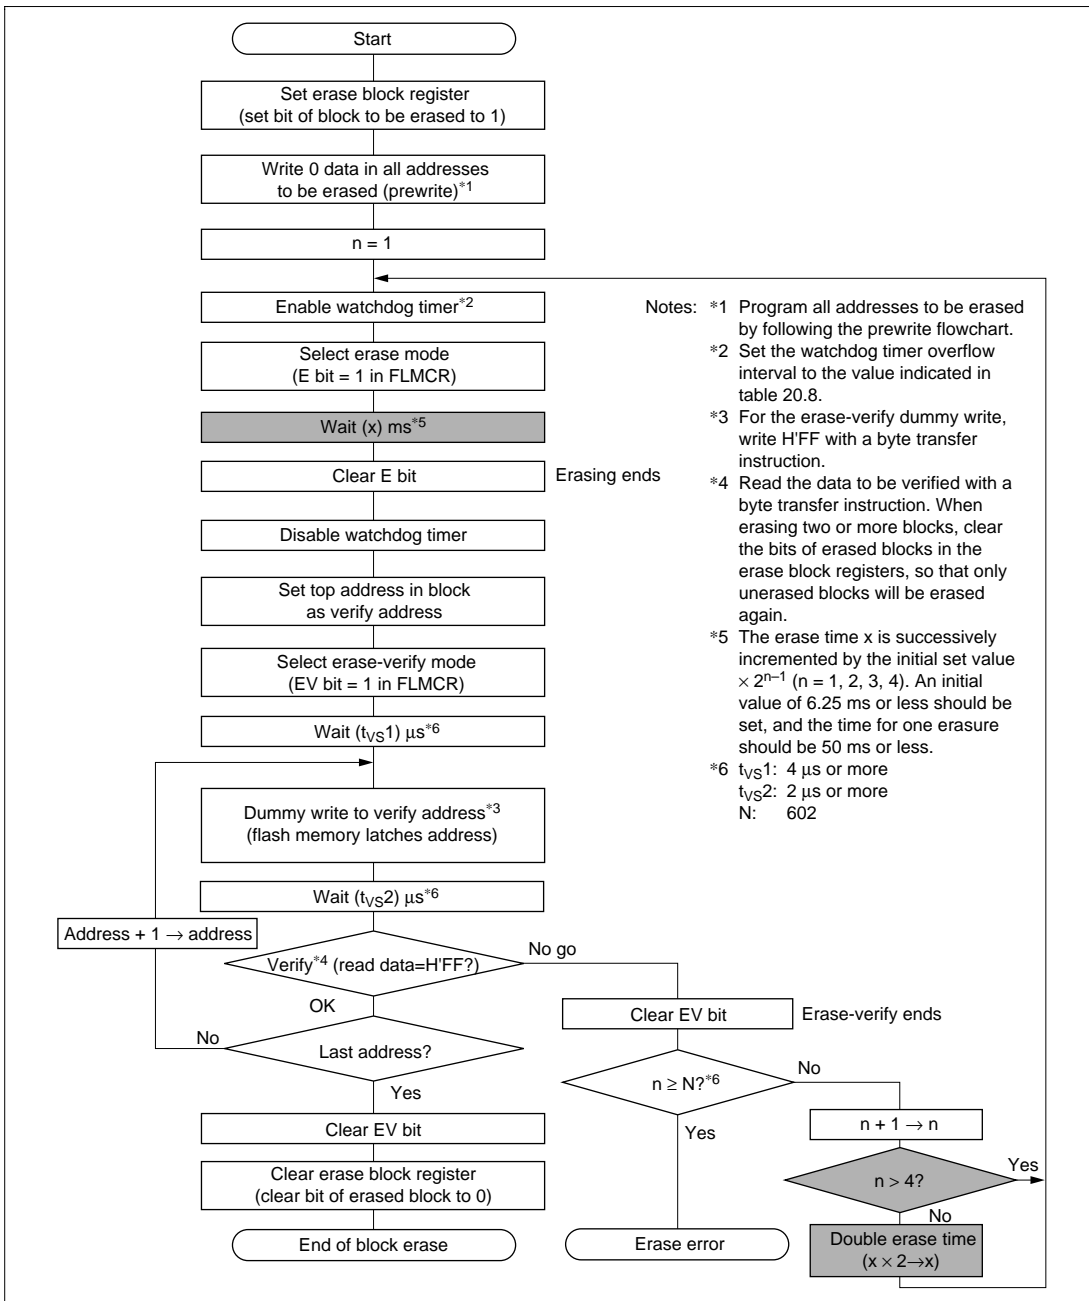 Start
Set erase block register
(set bit of block to be erased to 1)
Write 0 data in all addresses
to be erased (prewrite)*1
n = 1
Enable watchdog timer*2
Select erase mode
(E bit = 1 in FLMCR)
Wait (x) ms*5
Clear E bit
Erasing ends
Disable watchdog timer
Set top address in block
as verify address
Select erase-verify mode
(EV bit = 1 in FLMCR)
Wait (tVS1) μs*6
Dummy write to verify address*3
(flash memory latches address)
Wait (tVS2) μs*6
Address + 1 → address
Verify*4 (read data=H'FF?)
No go
OK
Last address?
No
Yes
Clear EV bit
Clear erase block register
(clear bit of erased block to 0)
End of block erase
Clear EV bit
Erase-verify ends
n ≥ N?*6
No
Yes
Erase error
n + 1 → n
n > 4?
Yes
No
Double erase time
(x × 2→x)
Notes: *1 Program all addresses to be erased
by following the prewrite flowchart.
*2 Set the watchdog timer overflow
interval to the value indicated in
table 20.8.
*3 For the erase-verify dummy write,
write H'FF with a byte transfer
instruction.
*4 Read the data to be verified with a
byte transfer instruction. When
erasing two or more blocks, clear
the bits of erased blocks in the
erase block registers, so that only
unerased blocks will be erased
again.
*5 The erase time x is successively
incremented by the initial set value
× 2n–1 (n = 1, 2, 3, 4). An initial
value of 6.25 ms or less should be
set, and the time for one erasure
should be 50 ms or less.
*6 tVS1: 4 μs or more
tVS2: 2 μs or more
N: 602